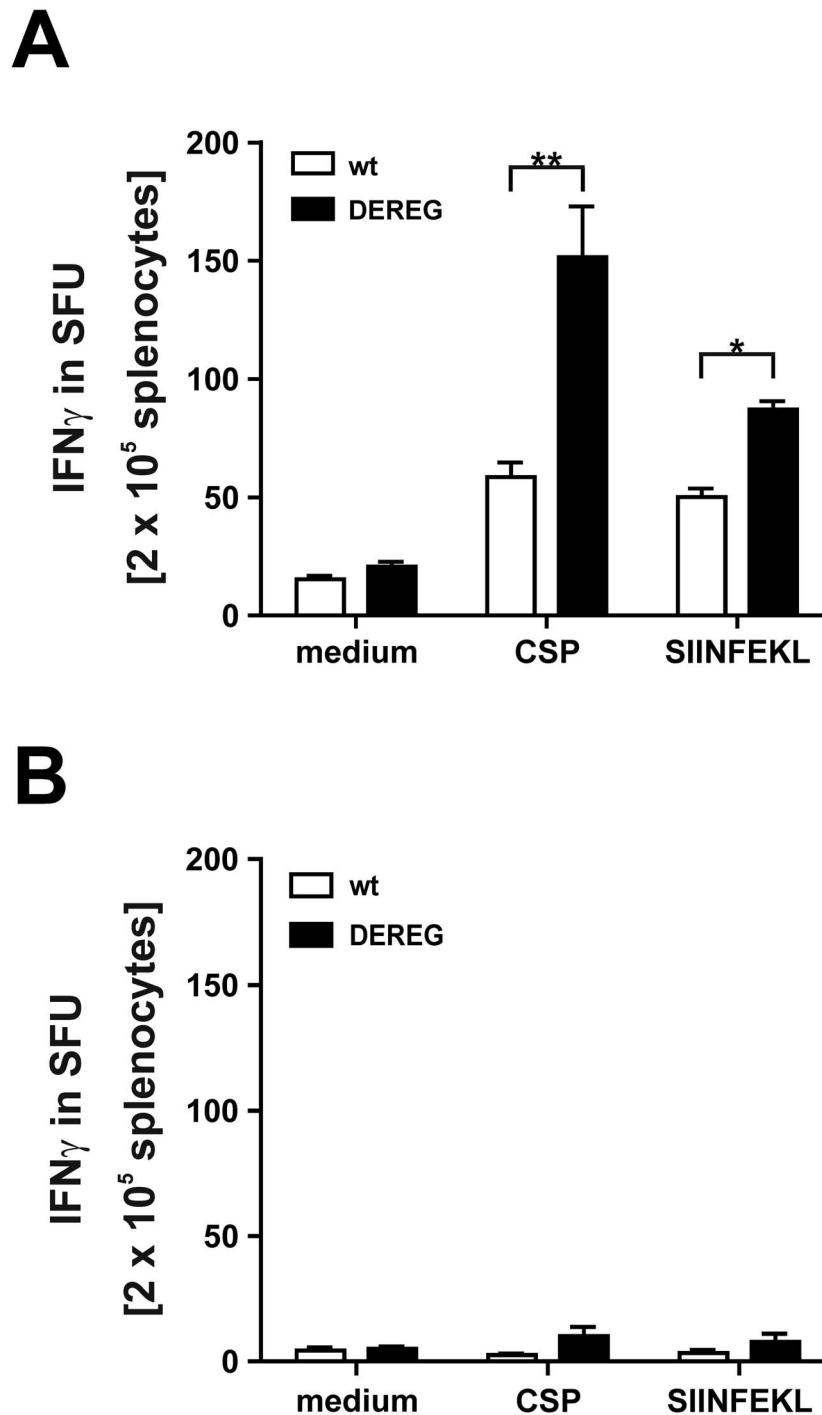 A
IFNγ in SFU
[2 x 10⁵ splenocytes]
200
150
100
50
0
wt
DEREG
**
*
medium CSP SIINFEKL
B
IFNγ in SFU
[2 x 10⁵ splenocytes]
200
150
100
50
0
wt
DEREG
medium CSP SIINFEKL